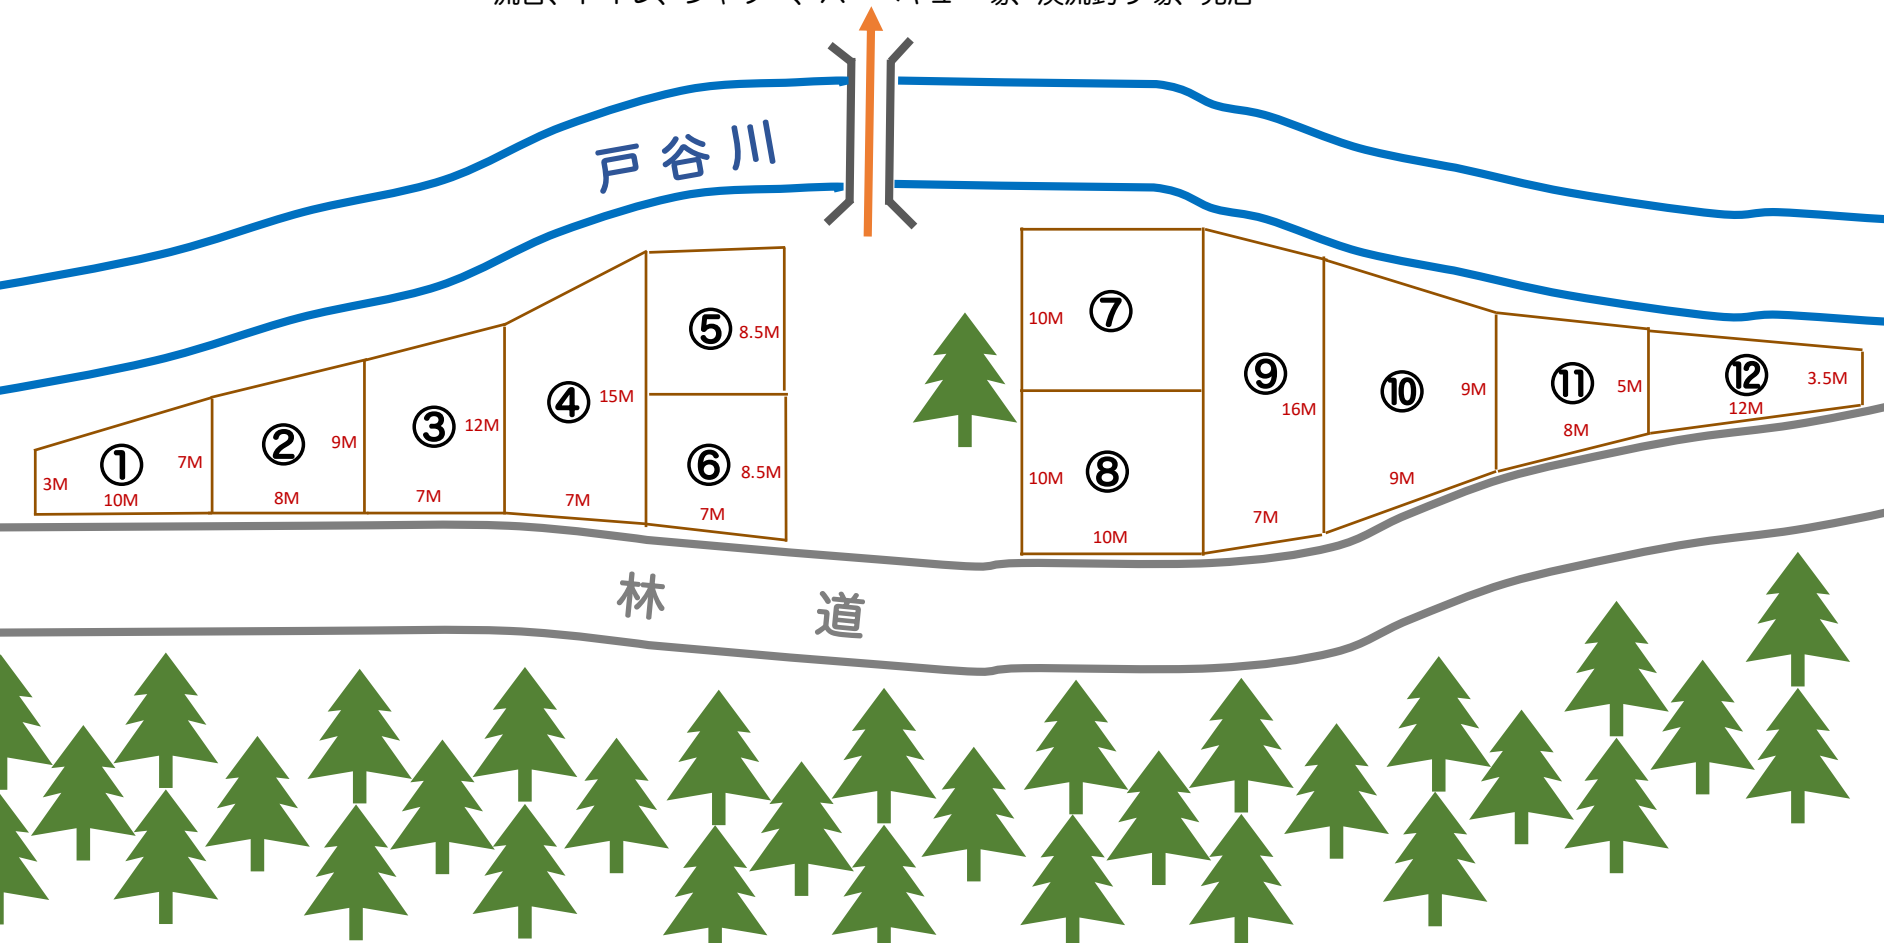 戸谷川
⑤ 8.5M
⑦
10M
⑨
16M
7M
④ 15M
7M
③ 12M
7M
② 9M
8M
① 7M
3M
10M
⑥ 8.5M
7M
⑧
10M
10M
⑩ 9M
9M
⑪ 5M
8M
⑫ 3.5M
12M
林道